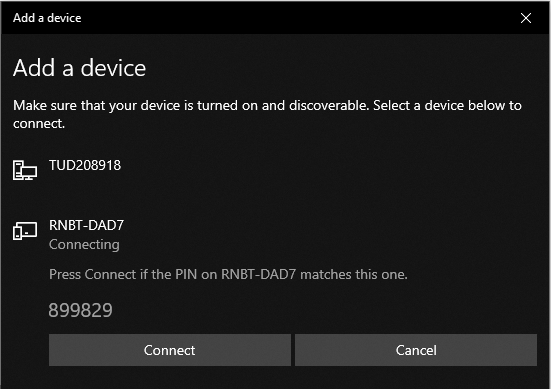 Add a device
Add a device
Make sure that your device is turned on and discoverable. Select a device below to
connect.
TUD208918
RNBT-DAD7
Connecting
Press Connect if the PIN on RNBT-DAD7 matches this one.
899829
Connect
Cancel